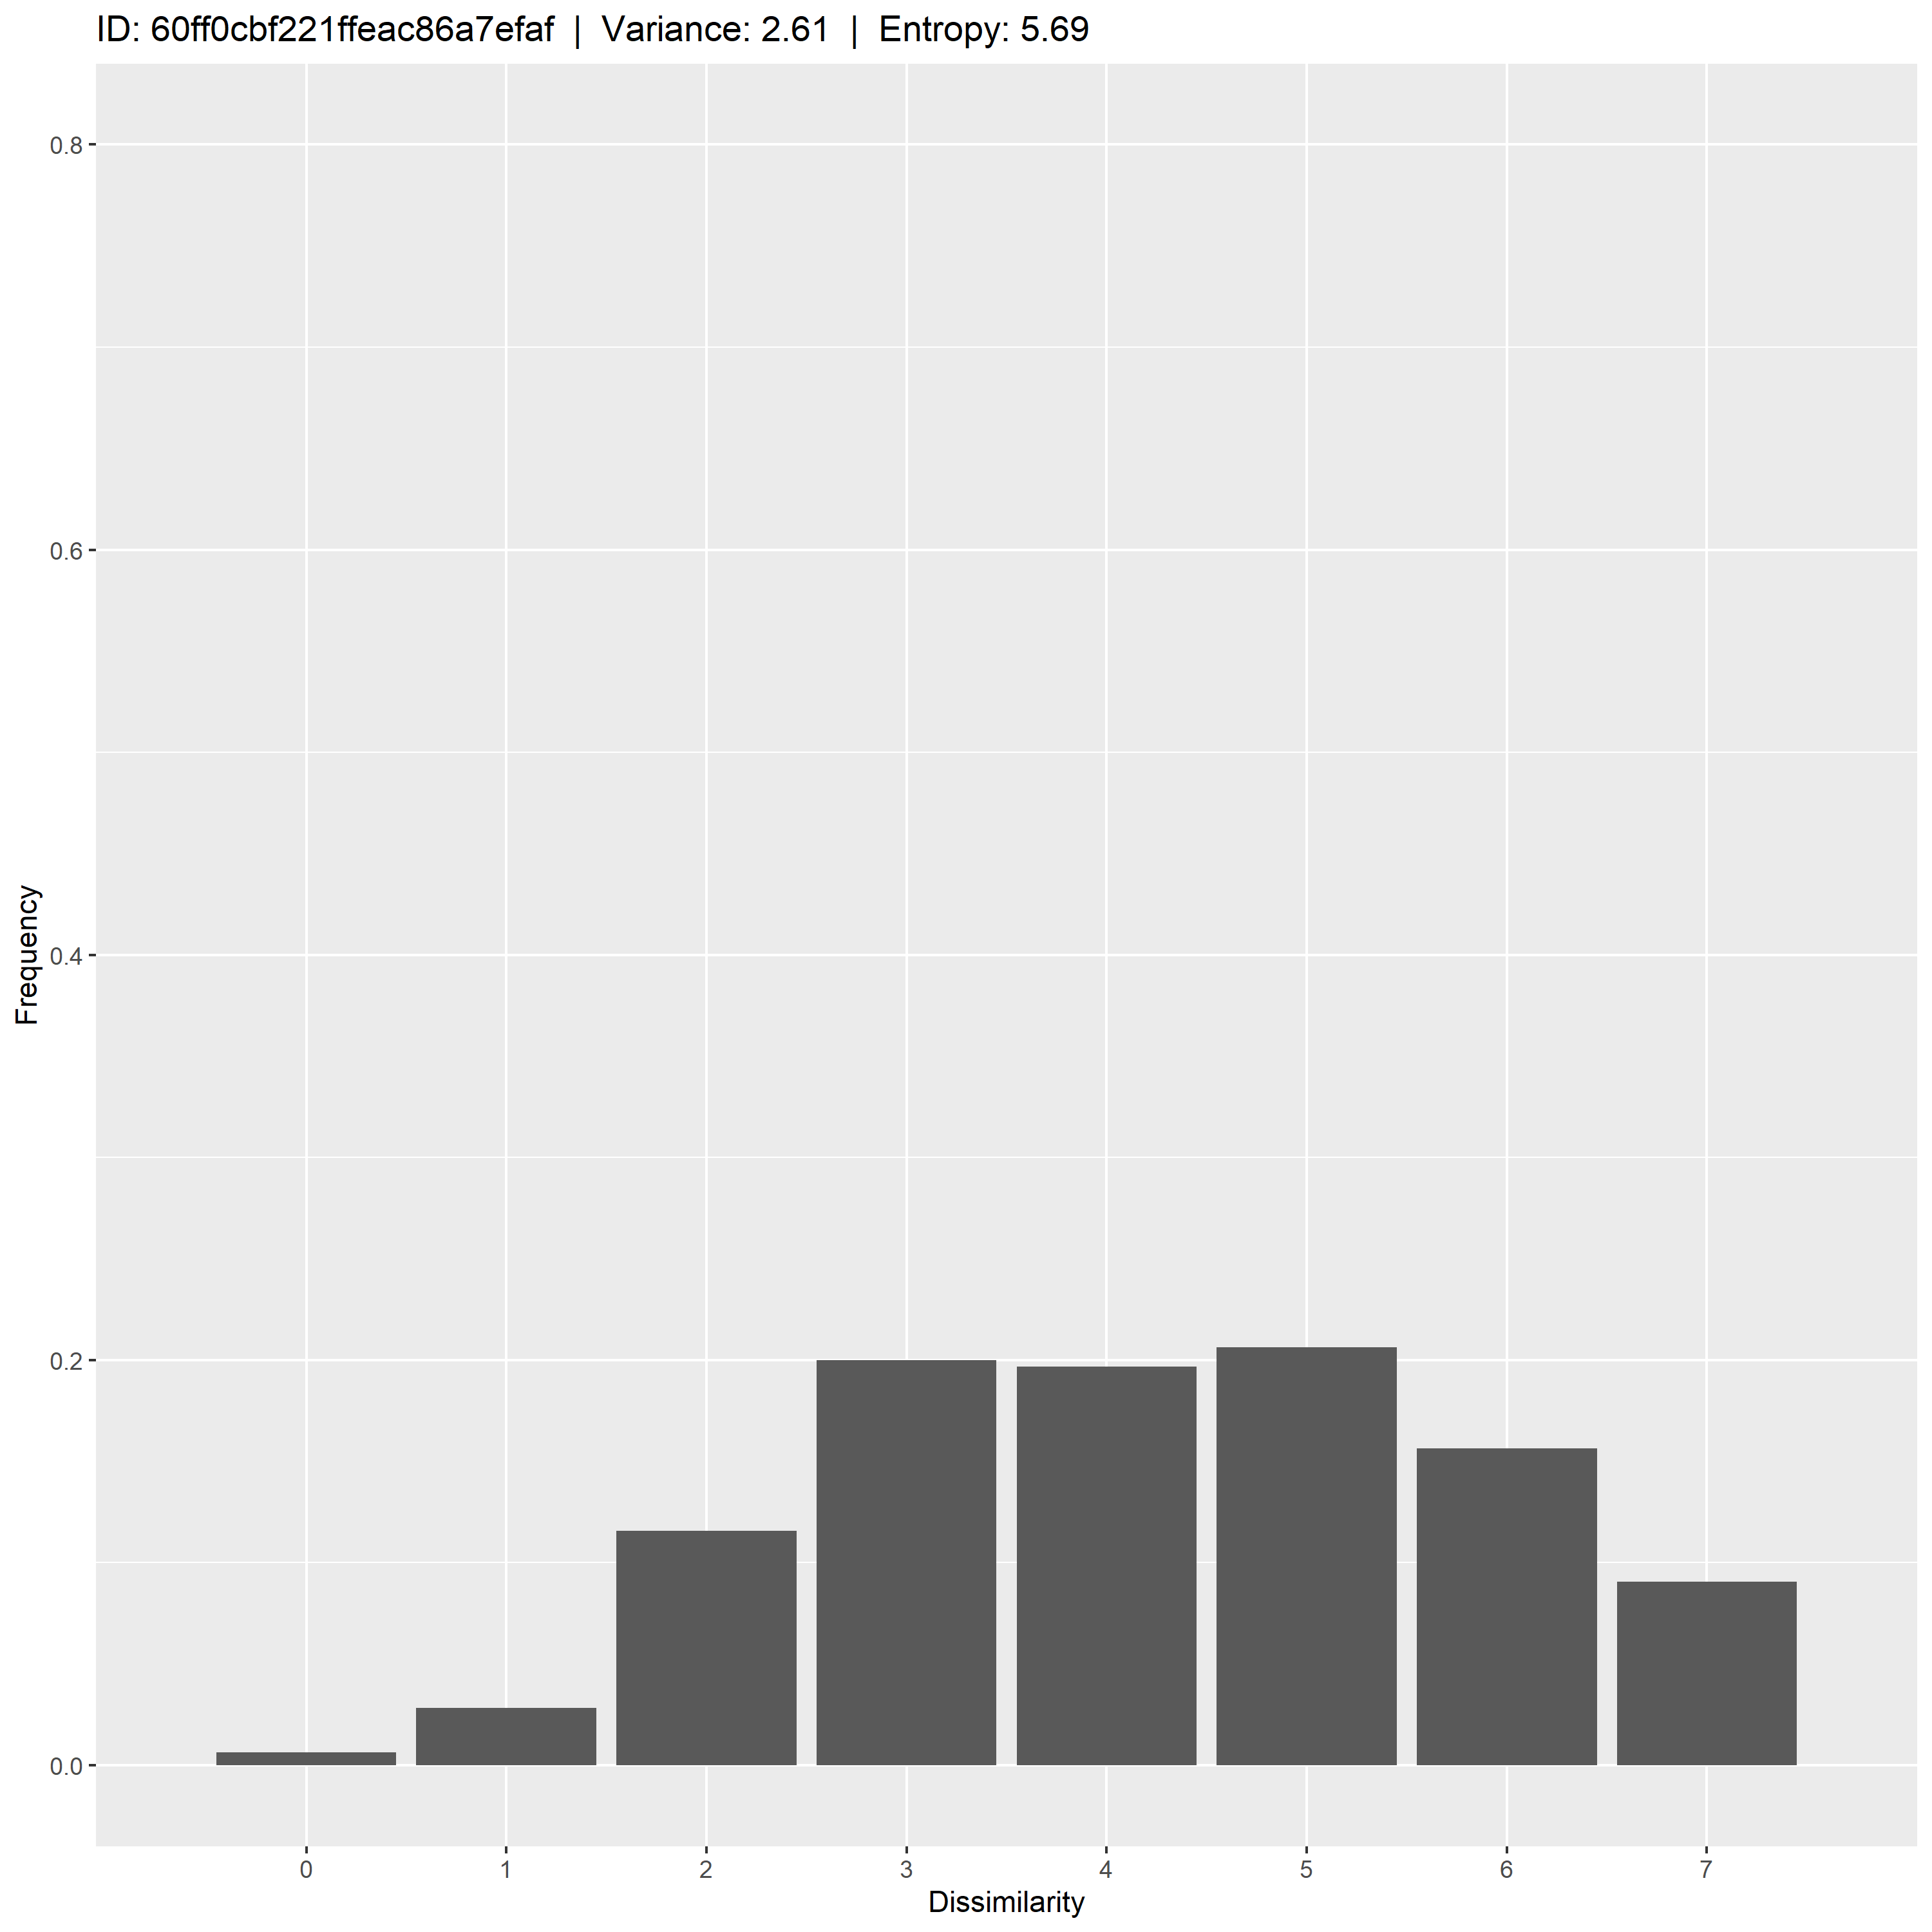 ID: 60ff0cbf221ffeac86a7efaf | Variance: 2.61 | Entropy: 5.69
0.8
0.6
0.4
0.2
0.0
Frequency
0 1 2 3 4 5 6 7
Dissimilarity